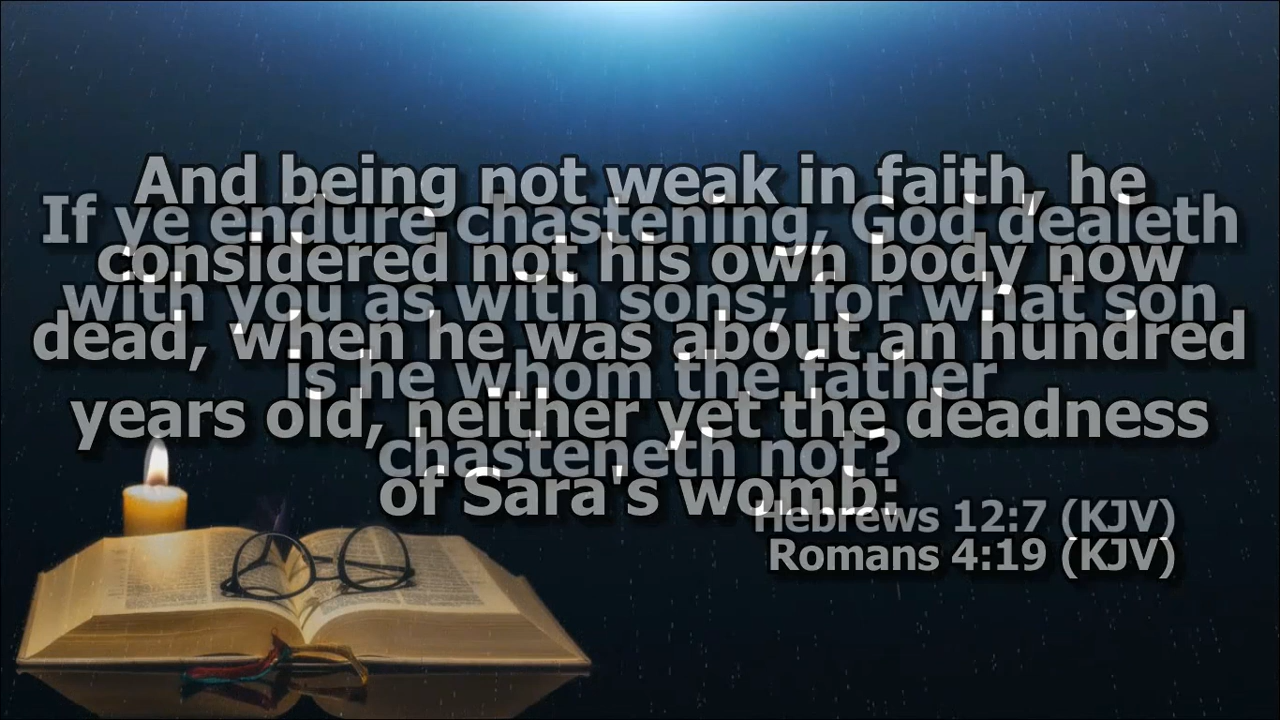 And being not weak in faith, he
considered not his own body now
dead, when he was about an hundred
years old, neither yet the deadness
of Sara's womb:
Romans 4:19 (KJV)
If ye endure chastening, God dealeth
with you as with sons; for what son
is he whom the father
chasteneth not?
Hebrews 12:7 (KJV)